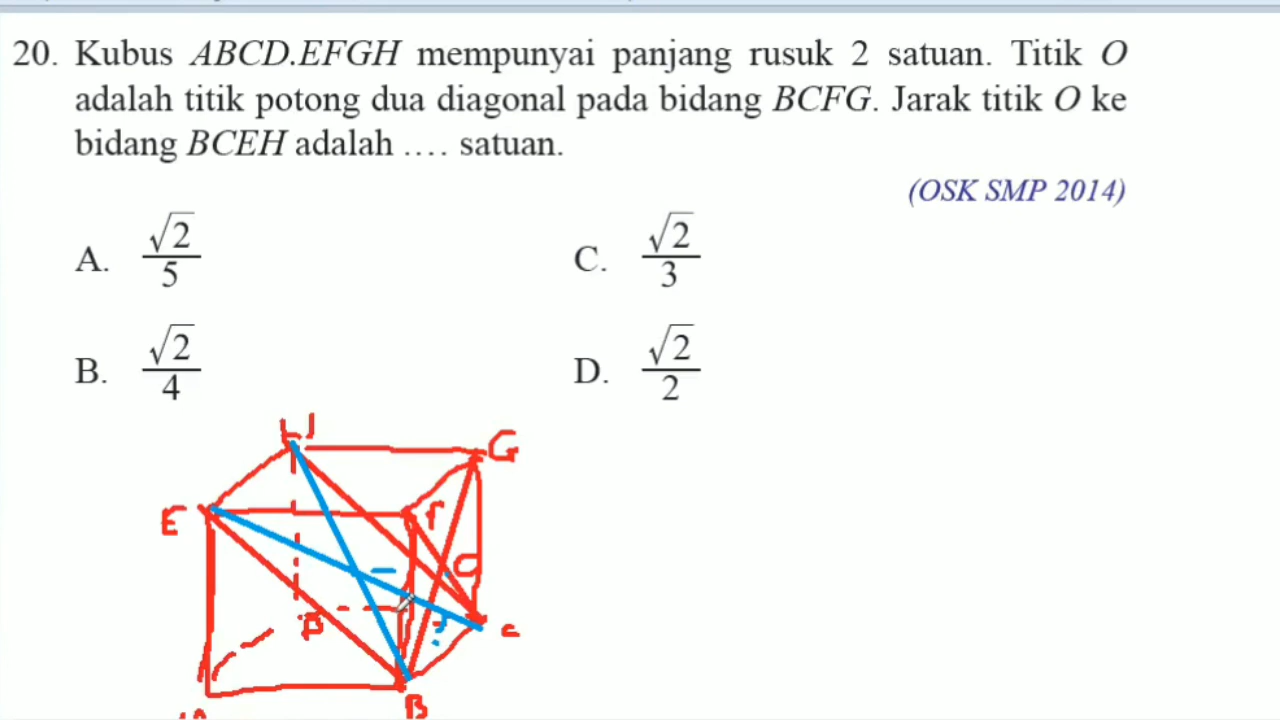 20. Kubus ABCD.EFGH mempunyai panjang rusuk 2 satuan. Titik O
adalah titik potong dua diagonal pada bidang BCFG. Jarak titik O ke
bidang BCEH adalah .... satuan.
(OSK SMP 2014)
A. √2/5
C. √2/3
B. √2/4
D. √2/2
H
G
E
F
O
D
C
B